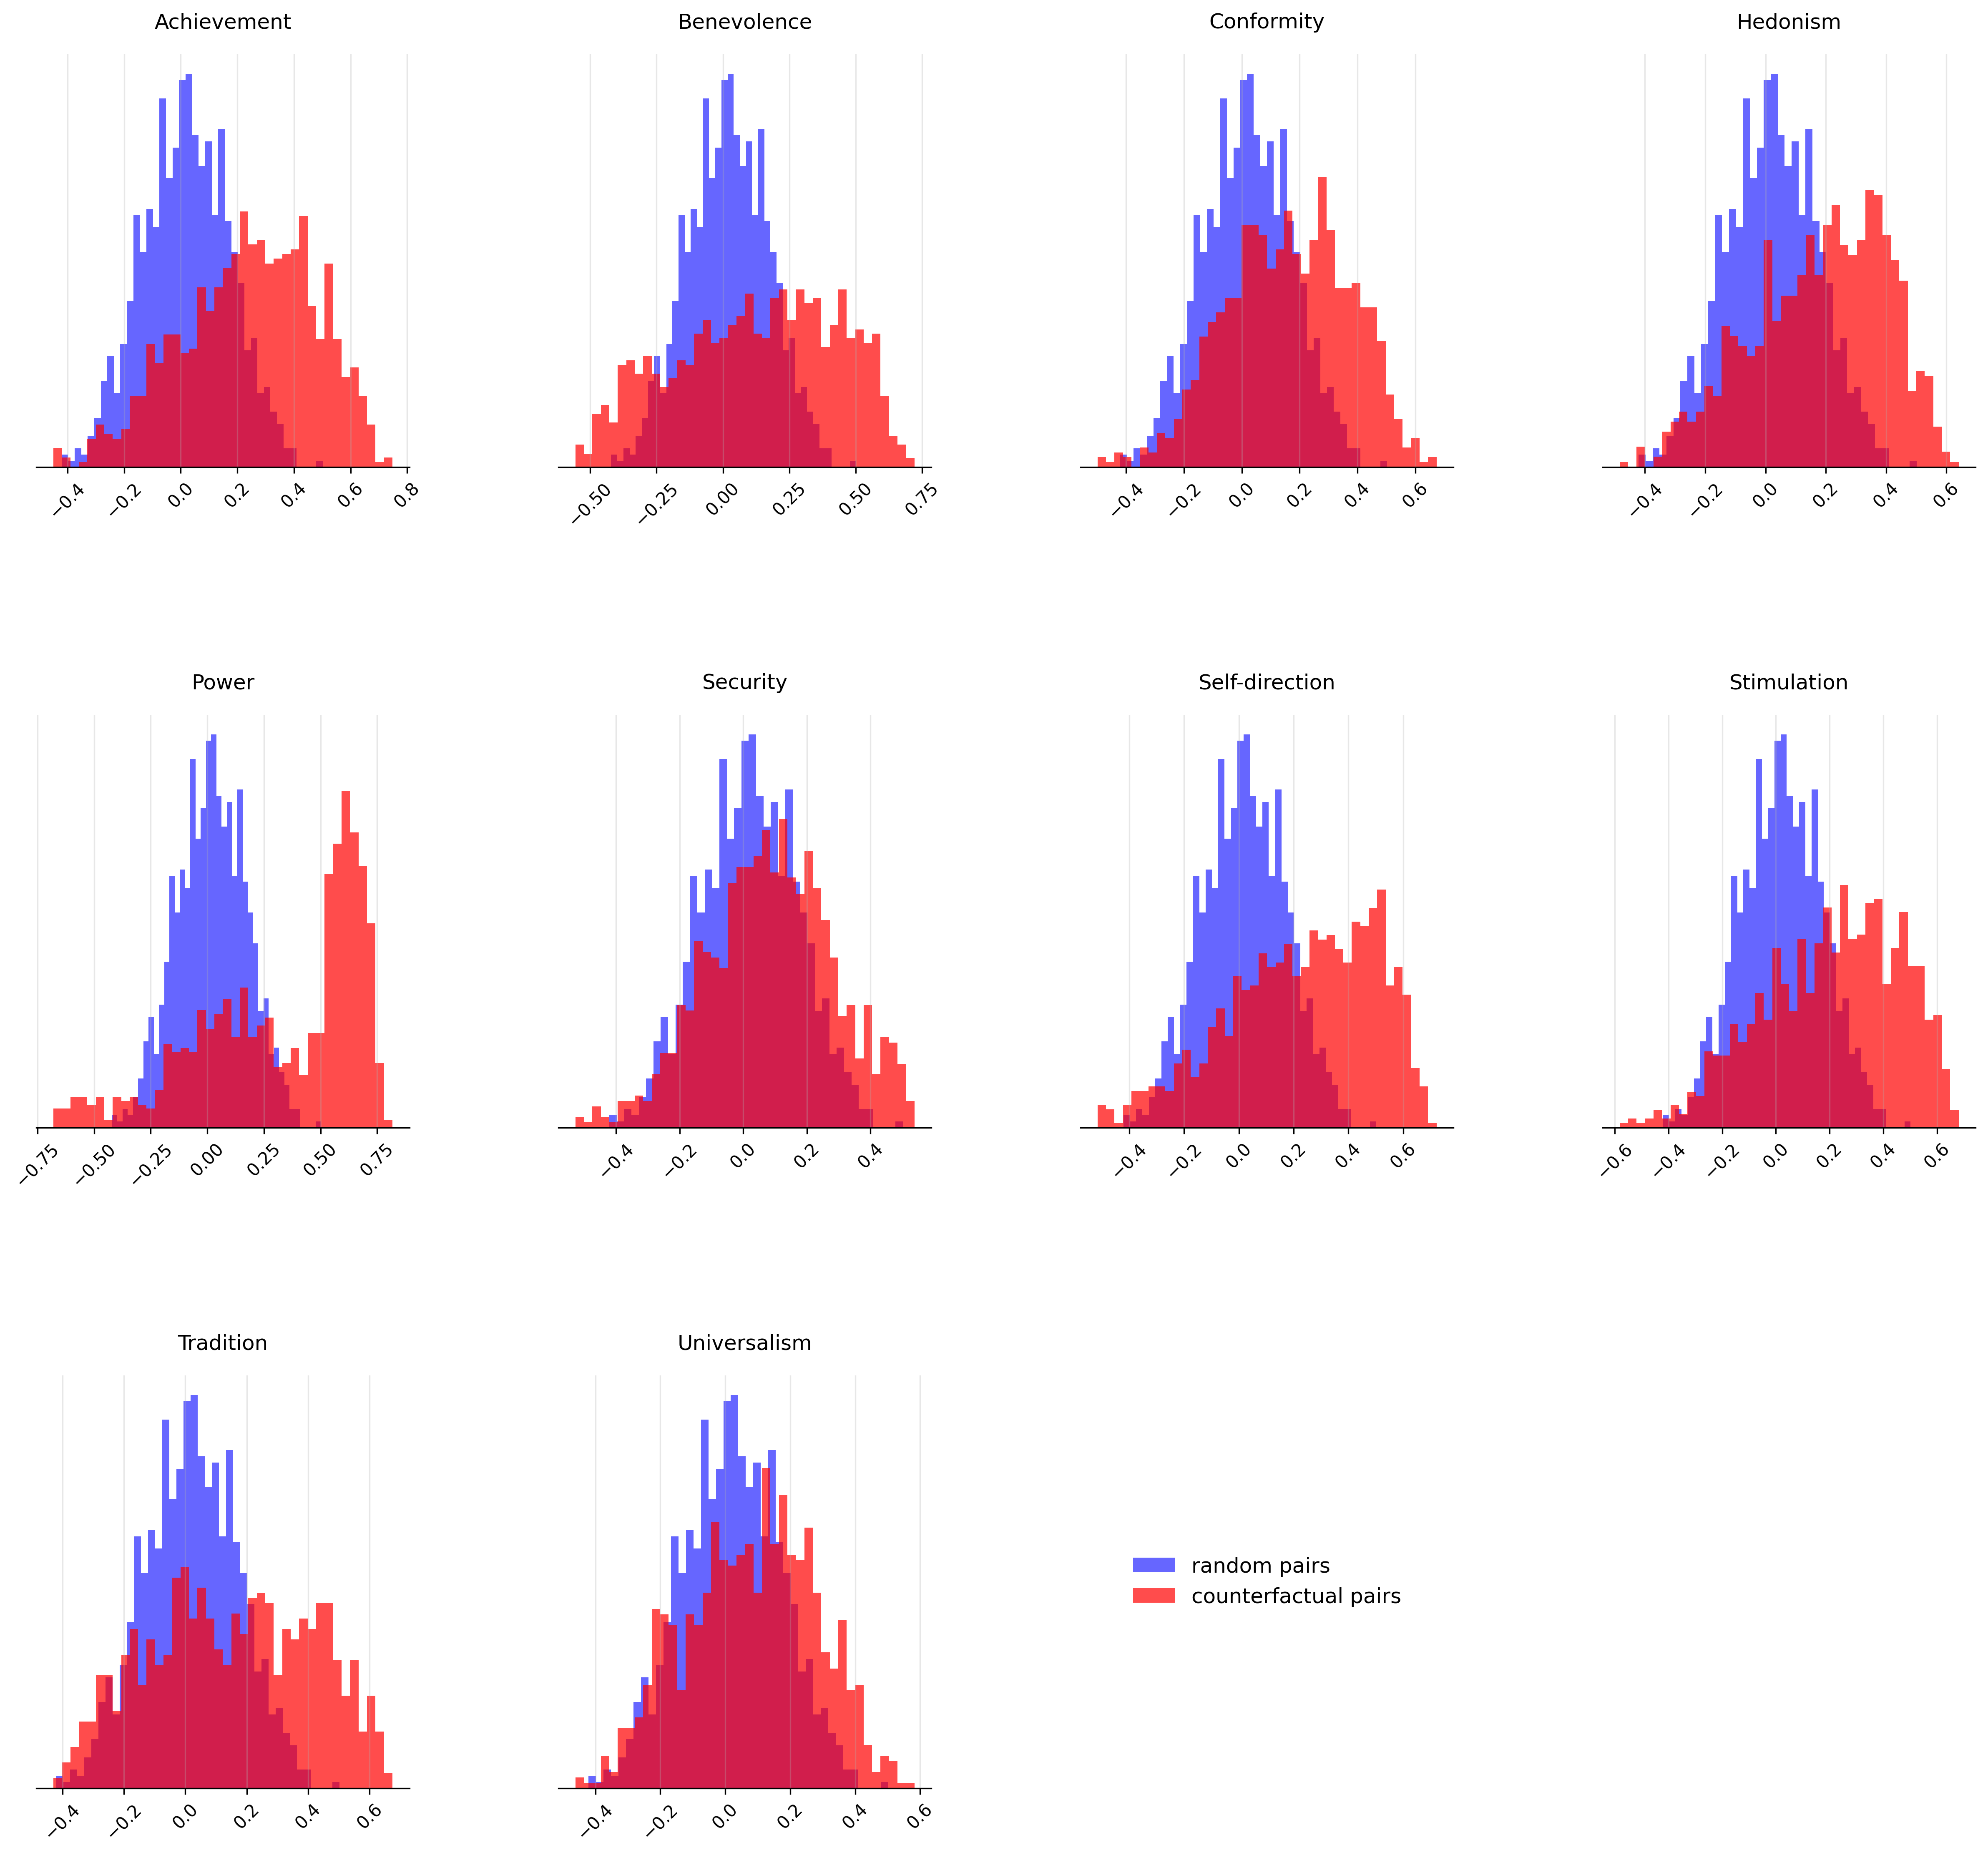 Achievement
Benevolence
Conformity
Hedonism
−0.4 −0.2 0.0 0.2 0.4 0.6 0.8
−0.50 −0.25 0.00 0.25 0.50 0.75
−0.4 −0.2 0.0 0.2 0.4 0.6
−0.4 −0.2 0.0 0.2 0.4 0.6
Power
Security
Self-direction
Stimulation
−0.75 −0.50 −0.25 0.00 0.25 0.50 0.75
−0.4 −0.2 0.0 0.2 0.4
−0.4 −0.2 0.0 0.2 0.4 0.6
−0.6 −0.4 −0.2 0.0 0.2 0.4 0.6
Tradition
Universalism
random pairs
counterfactual pairs
−0.4 −0.2 0.0 0.2 0.4 0.6
−0.4 −0.2 0.0 0.2 0.4 0.6